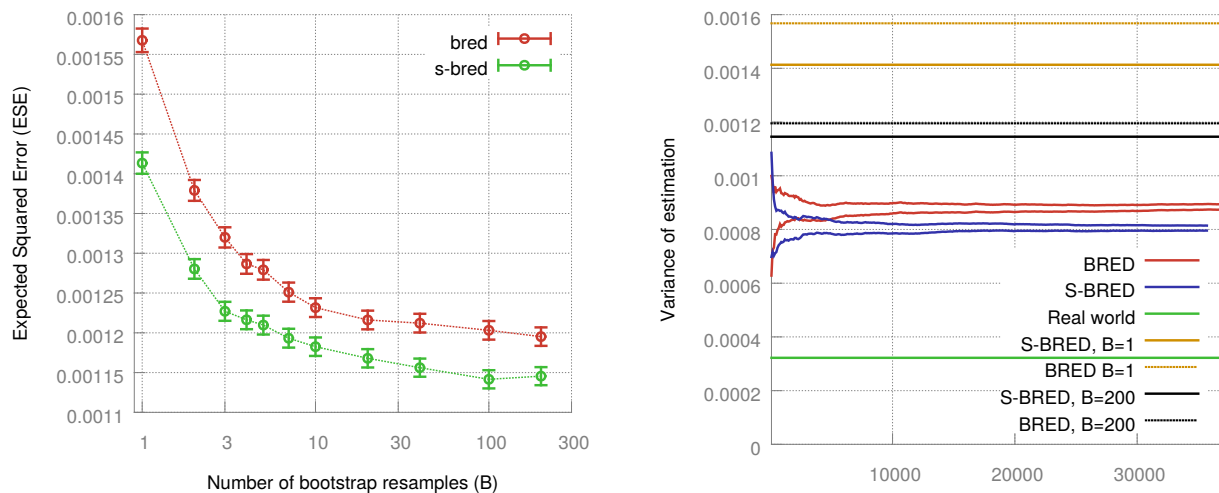 0.0016
0.00155
0.0015
0.00145
0.0014
0.00135
0.0013
0.00125
0.0012
0.00115
0.0011
Expected Squared Error (ESE)
bred
s-bred
1
3
10
30
100
300
Number of bootstrap resamples (B)
0.0016
0.0014
0.0012
0.001
0.0008
0.0006
0.0004
0.0002
0
Variance of estimation
BRED
S-BRED
Real world
S-BRED, B=1
BRED B=1
S-BRED, B=200
BRED, B=200
10000
20000
30000